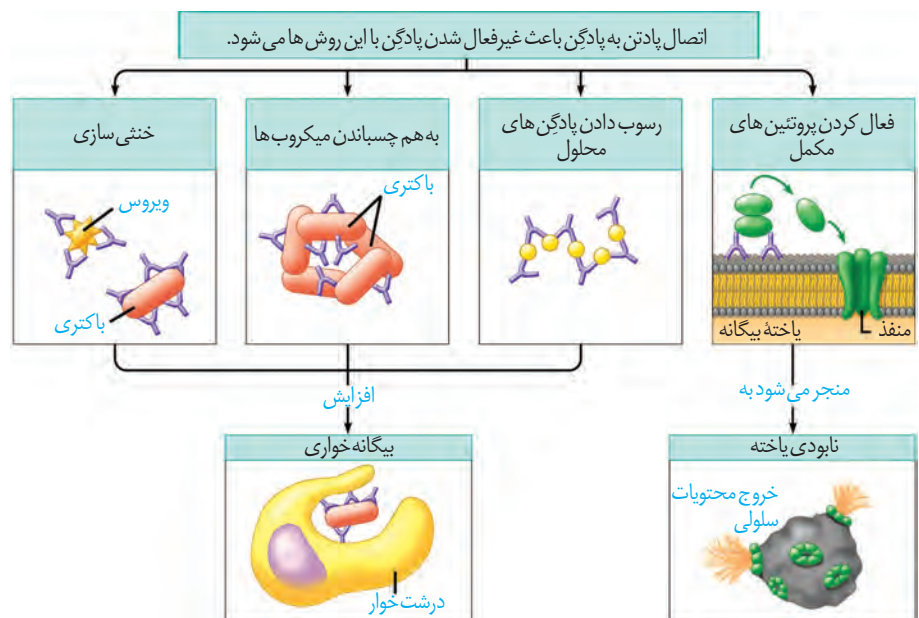 اتصال پادتن به پادگِن باعث غیرفعال شدن پادگِن با این روش ها می‌شود.
فعال کردن پروتئین های
مکمل
رسوب دادن پادگِن های
محلول
به هم چسباندن میکروب ها
خنثی سازی
منفذ
یاختهٔ بیگانه
باکتری
ویروس
باکتری
منجر می‌شود به
افزایش
نابودی یاخته
خروج محتویات
سلولی
بیگانه خواری
درشت خوار